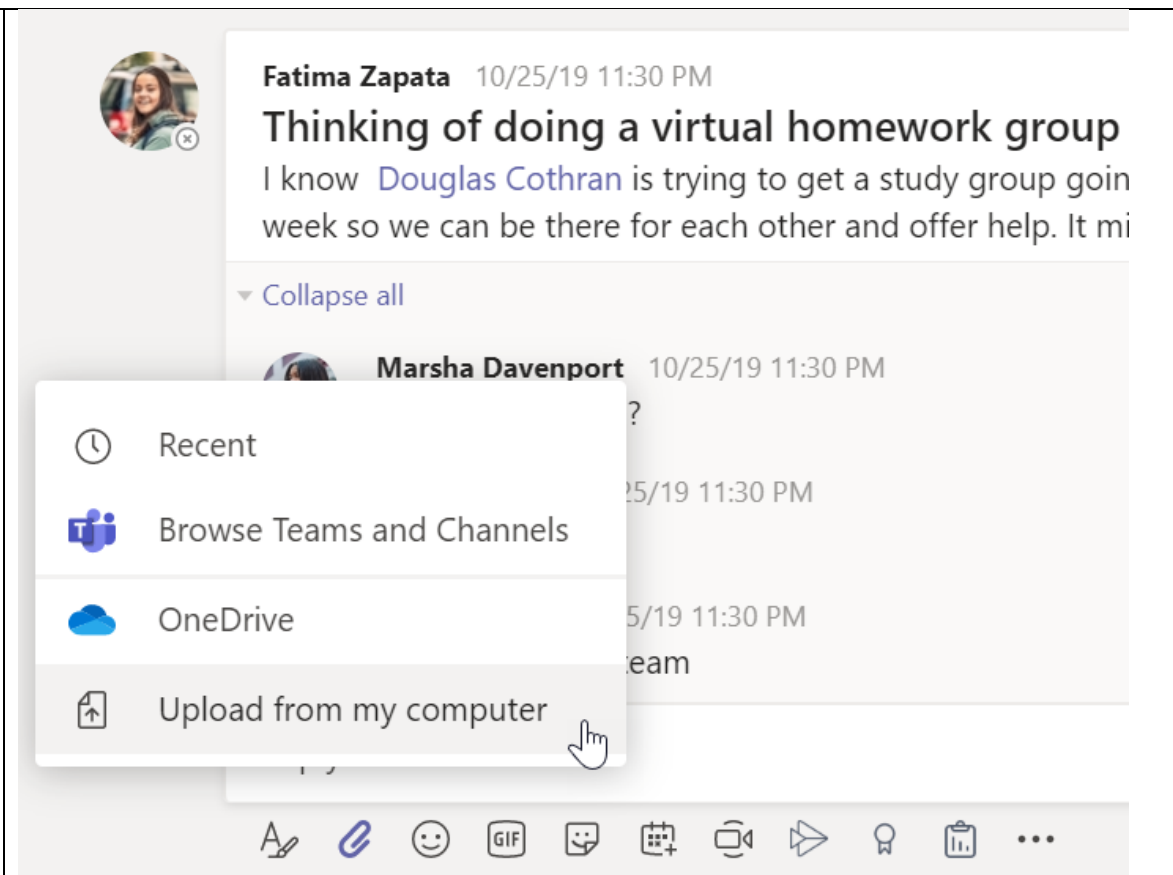 Fatima Zapata 10/25/19 11:30 PM
Thinking of doing a virtual homework group
I know Douglas Cothran is trying to get a study group goin
week so we can be there for each other and offer help. It mi
Collapse all
Marsha Davenport 10/25/19 11:30 PM
?
25/19 11:30 PM
5/19 11:30 PM
eam
Recent
Browse Teams and Channels
OneDrive
Upload from my computer
GIF